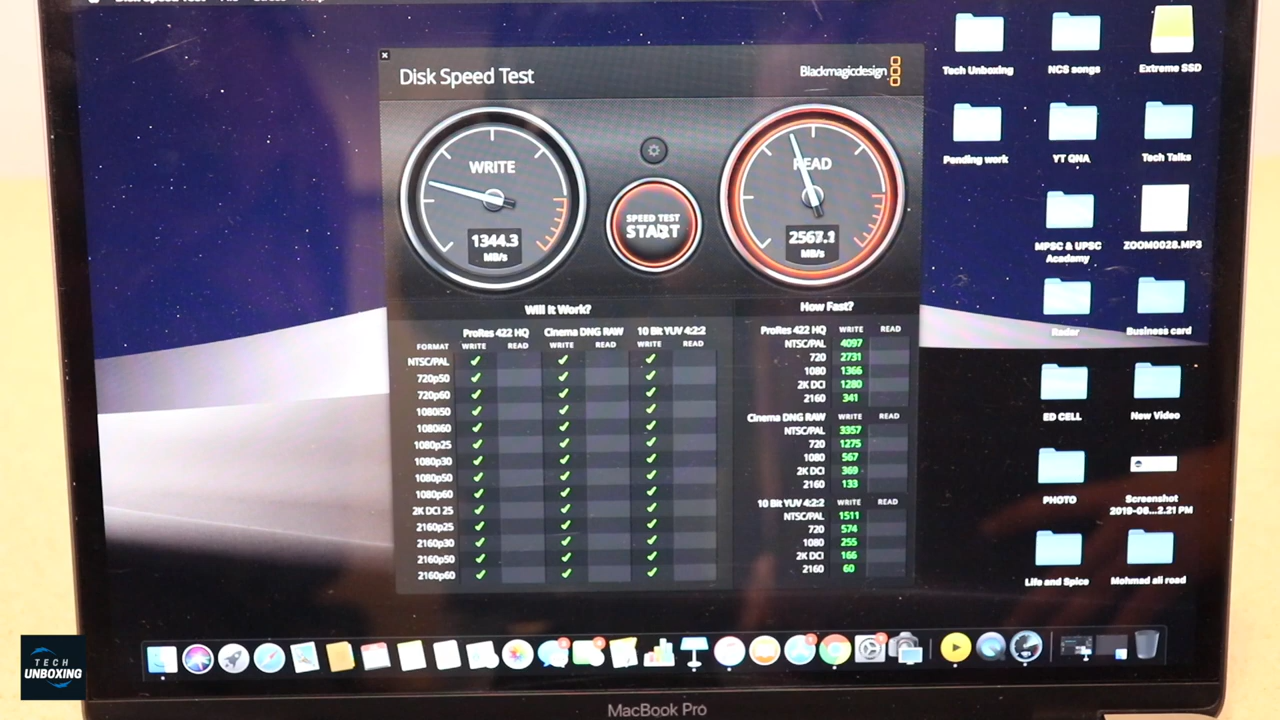 Disk Speed Test
Blackmagicdesign
WRITE
1344.3
MB/s
SPEED TEST
START
READ
MB/s
Will It Work?
ProRes 422 HQ Cinema DNG RAW 10 Bit YUV 4:2:2
FORMAT WRITE READ WRITE READ WRITE READ
NTSC/PAL
720p50
720p60
1080i50
1080i60
1080p25
1080p30
1080p50
1080p60
2K DCI 25
2160p25
2160p30
2160p50
2160p60
How Fast?
ProRes 422 HQ WRITE READ
NTSC/PAL 4097
720 2731
1080 1366
2K DCI 1280
2160 341
Cinema DNG RAW WRITE READ
NTSC/PAL 3357
720 1275
1080 567
2K DCI 369
2160 133
10 Bit YUV 4:2:2 WRITE READ
NTSC/PAL 1511
720 574
1080 255
2K DCI 166
2160 60
Tech Unboxing
NCS songs
Extreme SSD
Pending work
YT QNA
Tech Talks
MPSC & UPSC
Academy
ZOOM0028.MP3
Radar
Business card
ED CELL
New Video
PHOTO
Screenshot
2019-06...2.21 PM
Life and Spice
Mohmad ali road
MacBook Pro
TECH
UNBOXING